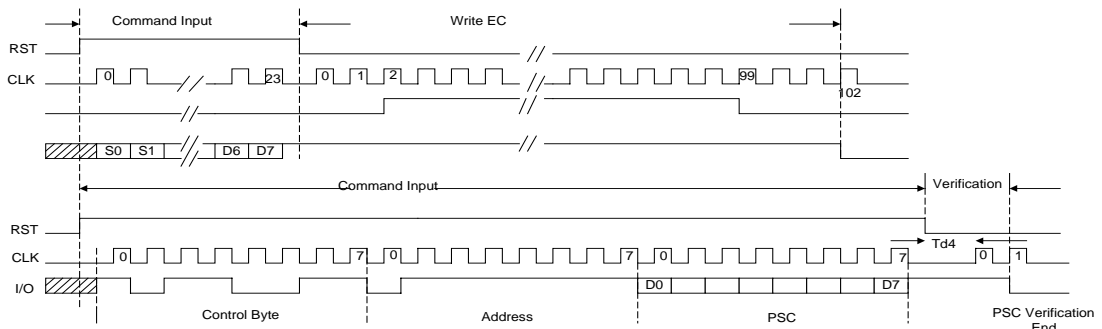 Command Input Write EC
RST
CLK 0 23 0 1 2 99
102
S0 S1 D6 D7
Command Input Verification
RST
Td4
CLK 0 7 0 7 0 7 0 1
I/O D0 D7
Control Byte Address PSC PSC Verification
End